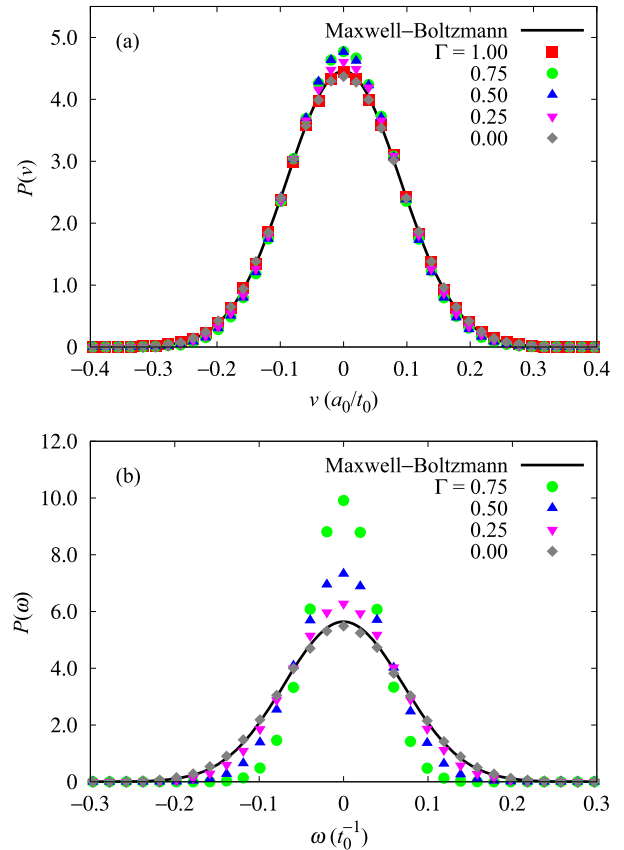 (a)
Maxwell−Boltzmann
Γ = 1.00
0.75
0.50
0.25
0.00
5.0
4.0
3.0
2.0
1.0
0
P(v)
−0.4 −0.3 −0.2 −0.1 0 0.1 0.2 0.3 0.4
v (a₀/t₀)
(b)
Maxwell−Boltzmann
Γ = 0.75
0.50
0.25
0.00
12.0
10.0
8.0
6.0
4.0
2.0
0
P(ω)
−0.3 −0.2 −0.1 0 0.1 0.2 0.3
ω (t₀⁻¹)